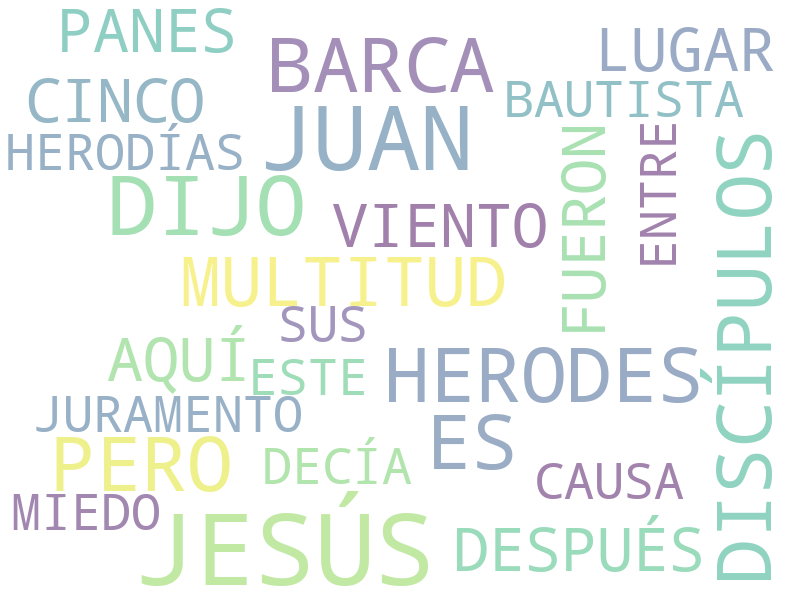 PANES
BARCA
LUGAR
CINCO
BAUTISTA
JUAN
HERODÍAS
ENTRE
FUERON
DISCÍPULOS
DIJO
VIENTO
MULTITUD
SUS
AQUÍ
ESTE
HERODES
JURAMENTO
ES
PERO
DECÍA
CAUSA
MIEDO
JESÚS
DESPUÉS